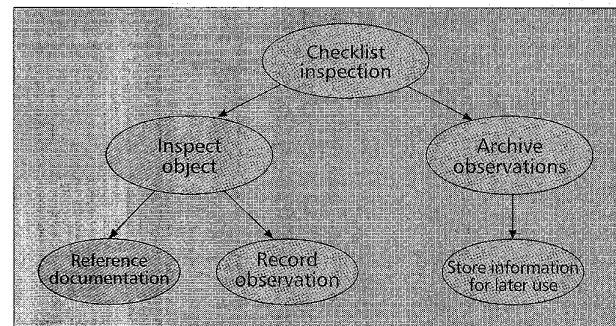 Checklist
inspection
Inspect
object
Archive
observations
Reference
documentation
Record
observation
Store information
for later use